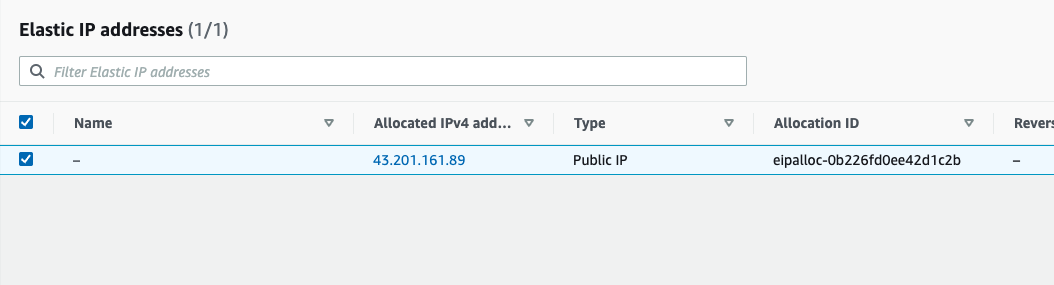 Elastic IP addresses (1/1)
Filter Elastic IP addresses
Name Allocated IPv4 add... Type Allocation ID Revers
– 43.201.161.89 Public IP eipalloc-0b226fd0ee42d1c2b –